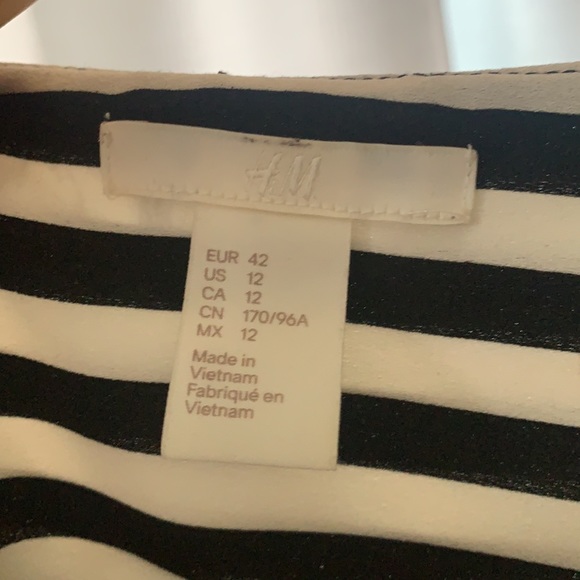 H&M
EUR 42
US 12
CA 12
CN 170/96A
MX 12
Made in
Vietnam
Fabriqué en
Vietnam